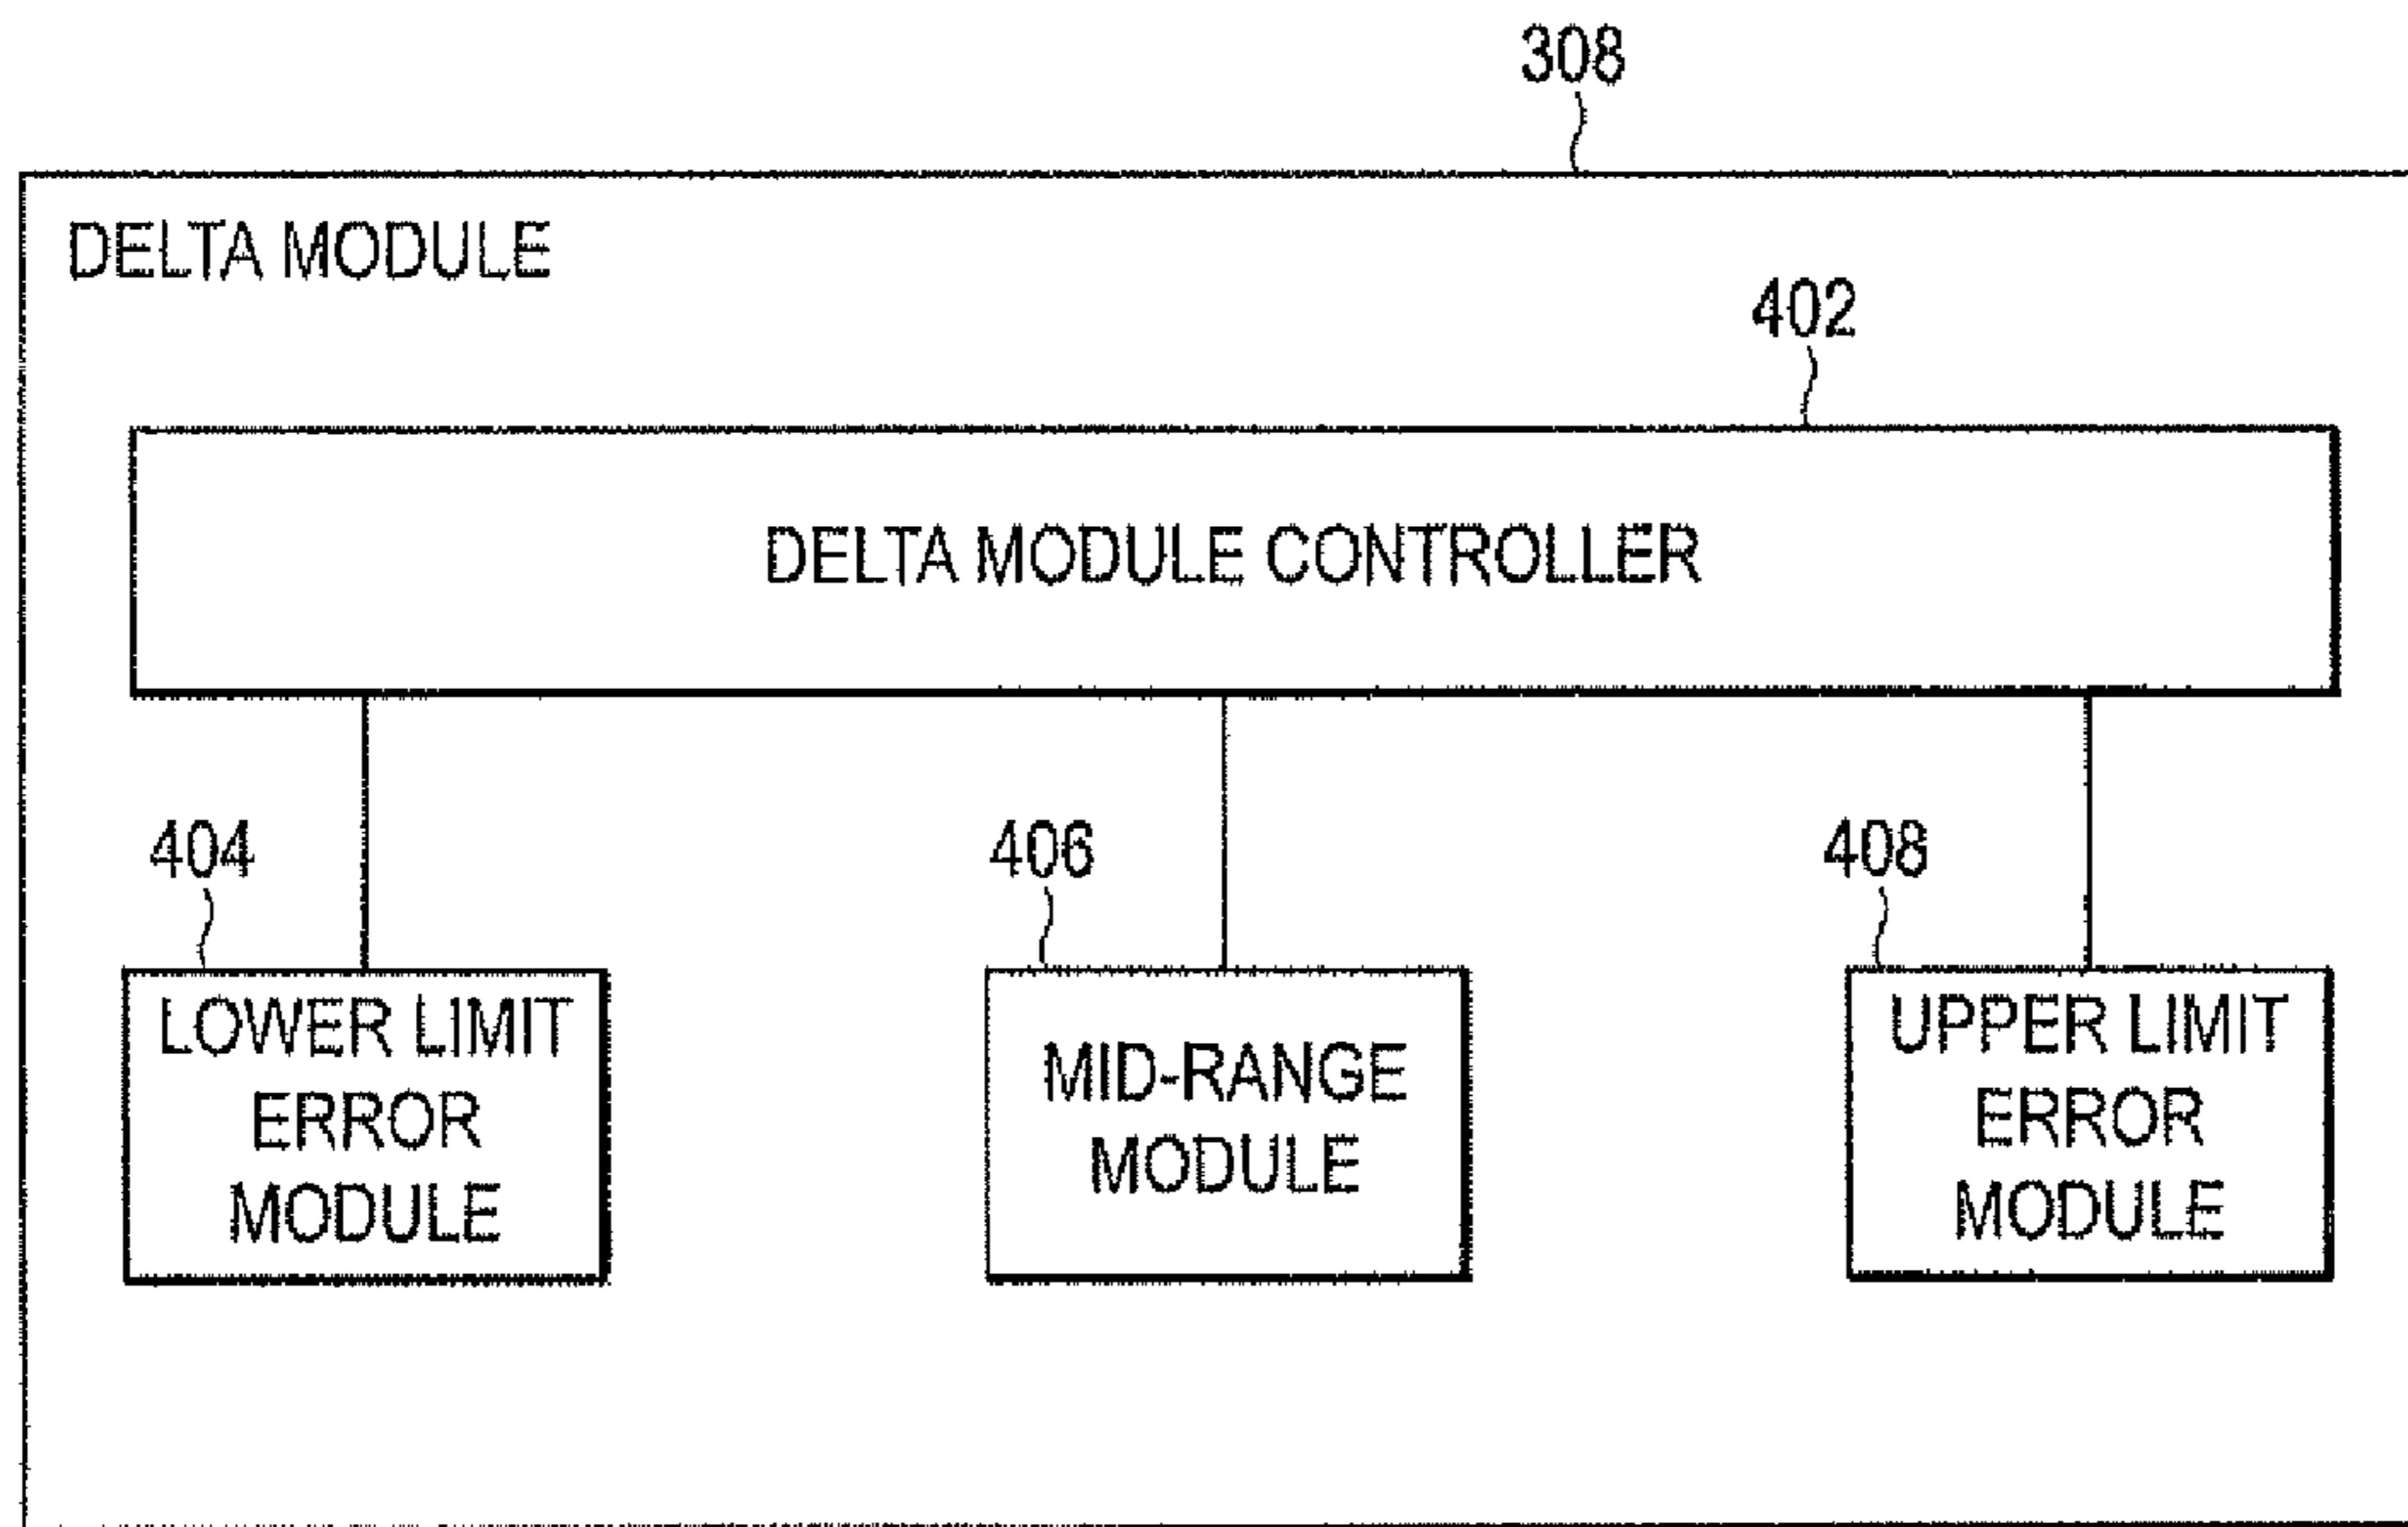 308
DELTA MODULE
402
DELTA MODULE CONTROLLER
404
406
408
LOWER LIMIT
ERROR
MODULE
MID-RANGE
MODULE
UPPER LIMIT
ERROR
MODULE